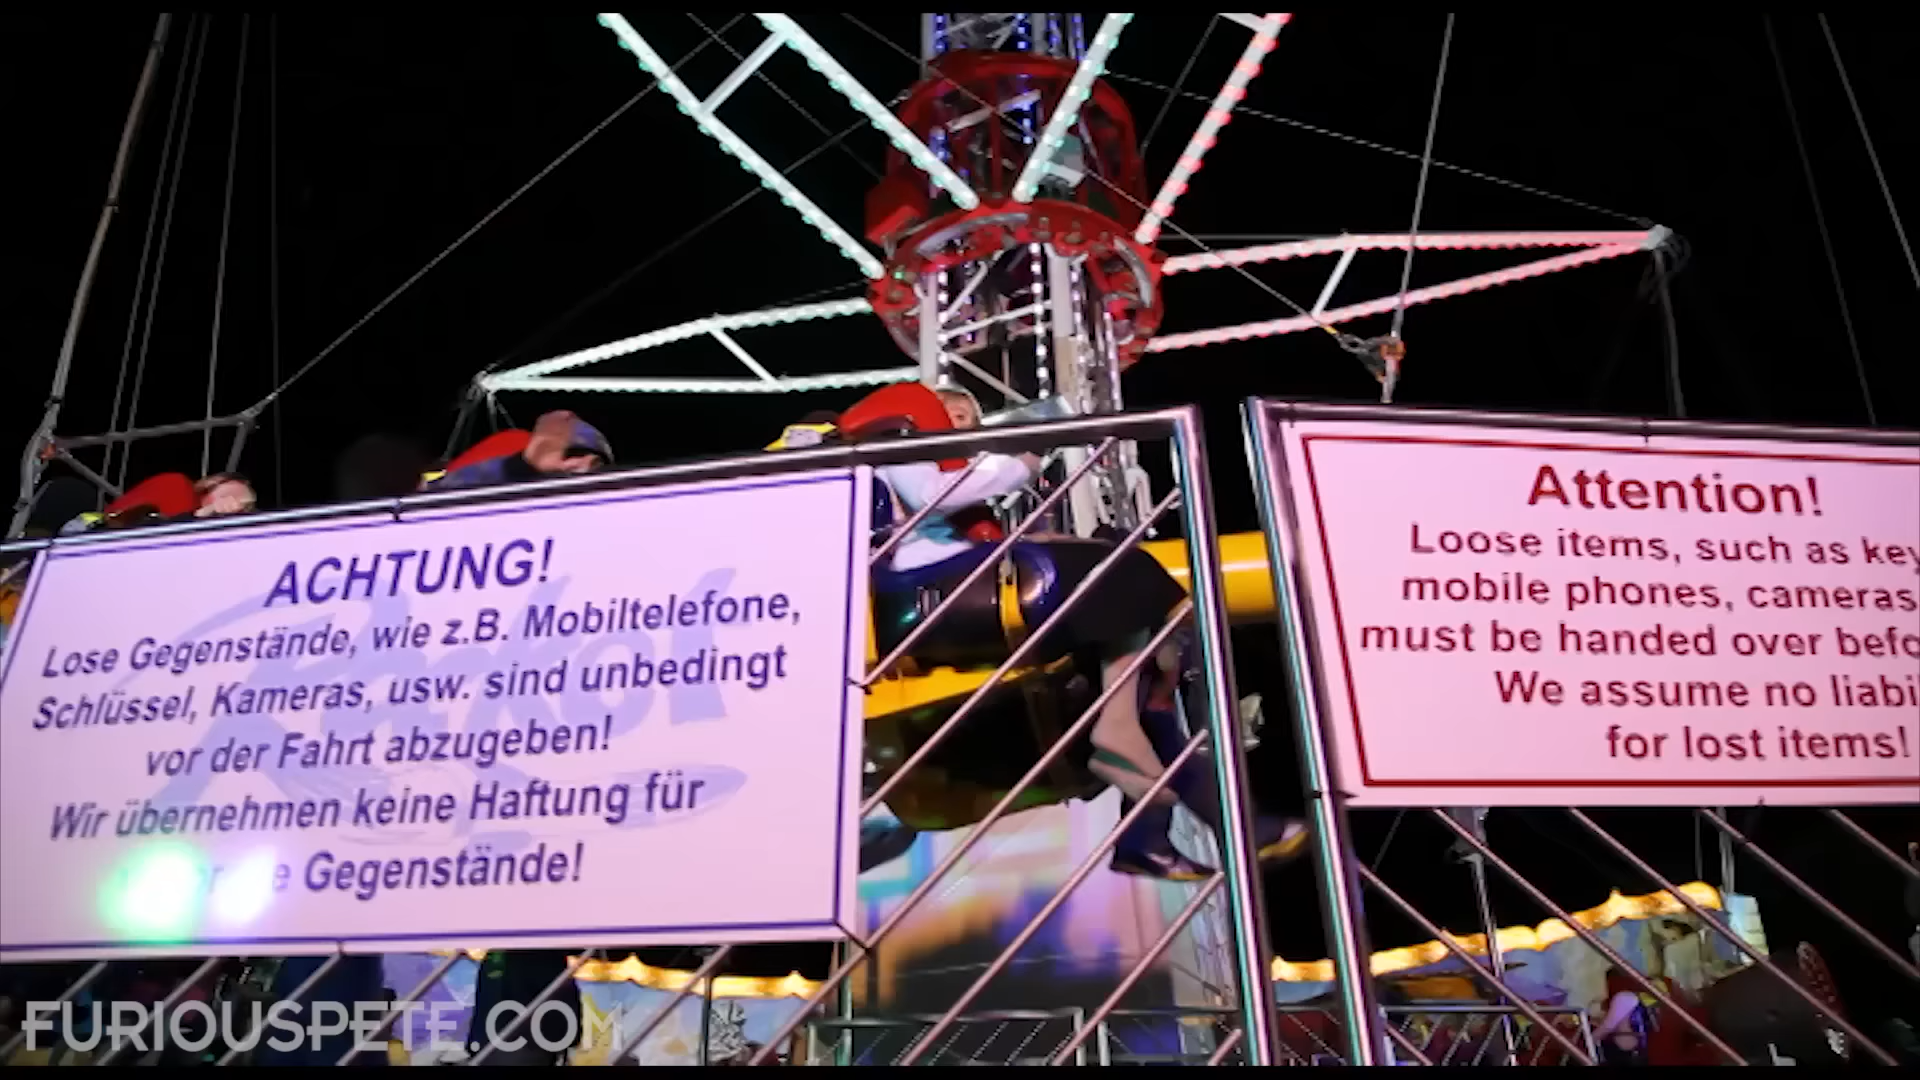 ACHTUNG!
Lose Gegenstände, wie z.B. Mobiltelefone,
Schlüssel, Kameras, usw. sind unbedingt
vor der Fahrt abzugeben!
Wir übernehmen keine Haftung für
Gegenstände!
Attention!
Loose items, such as key
mobile phones, cameras
must be handed over befo
We assume no liabi
for lost items!
FURIOUSPETE.COM